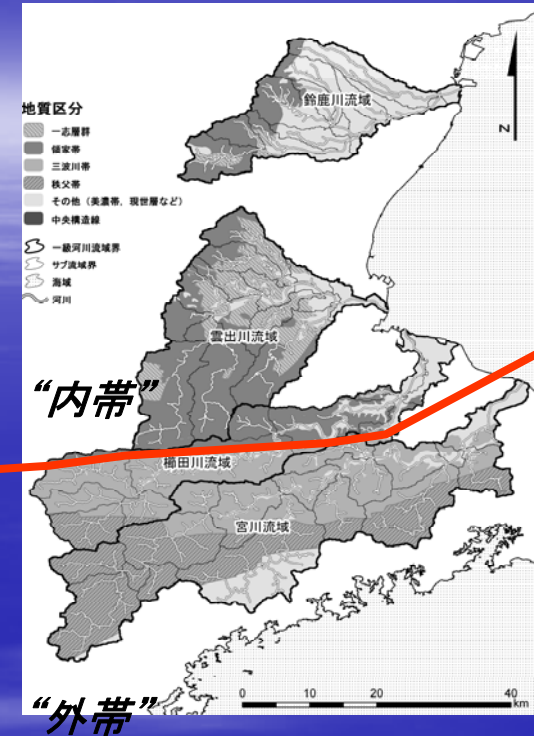 鈴鹿川流域
地質区分
一志層群
領家帯
三波川帯
秩父帯
その他（美濃帯，現世層など）
中央構造線
一級河川流域界
サブ流域界
海域
河川
N
雲出川流域
“内帯”
櫛田川流域
宮川流域
“外帯”
0 10 20 40
km